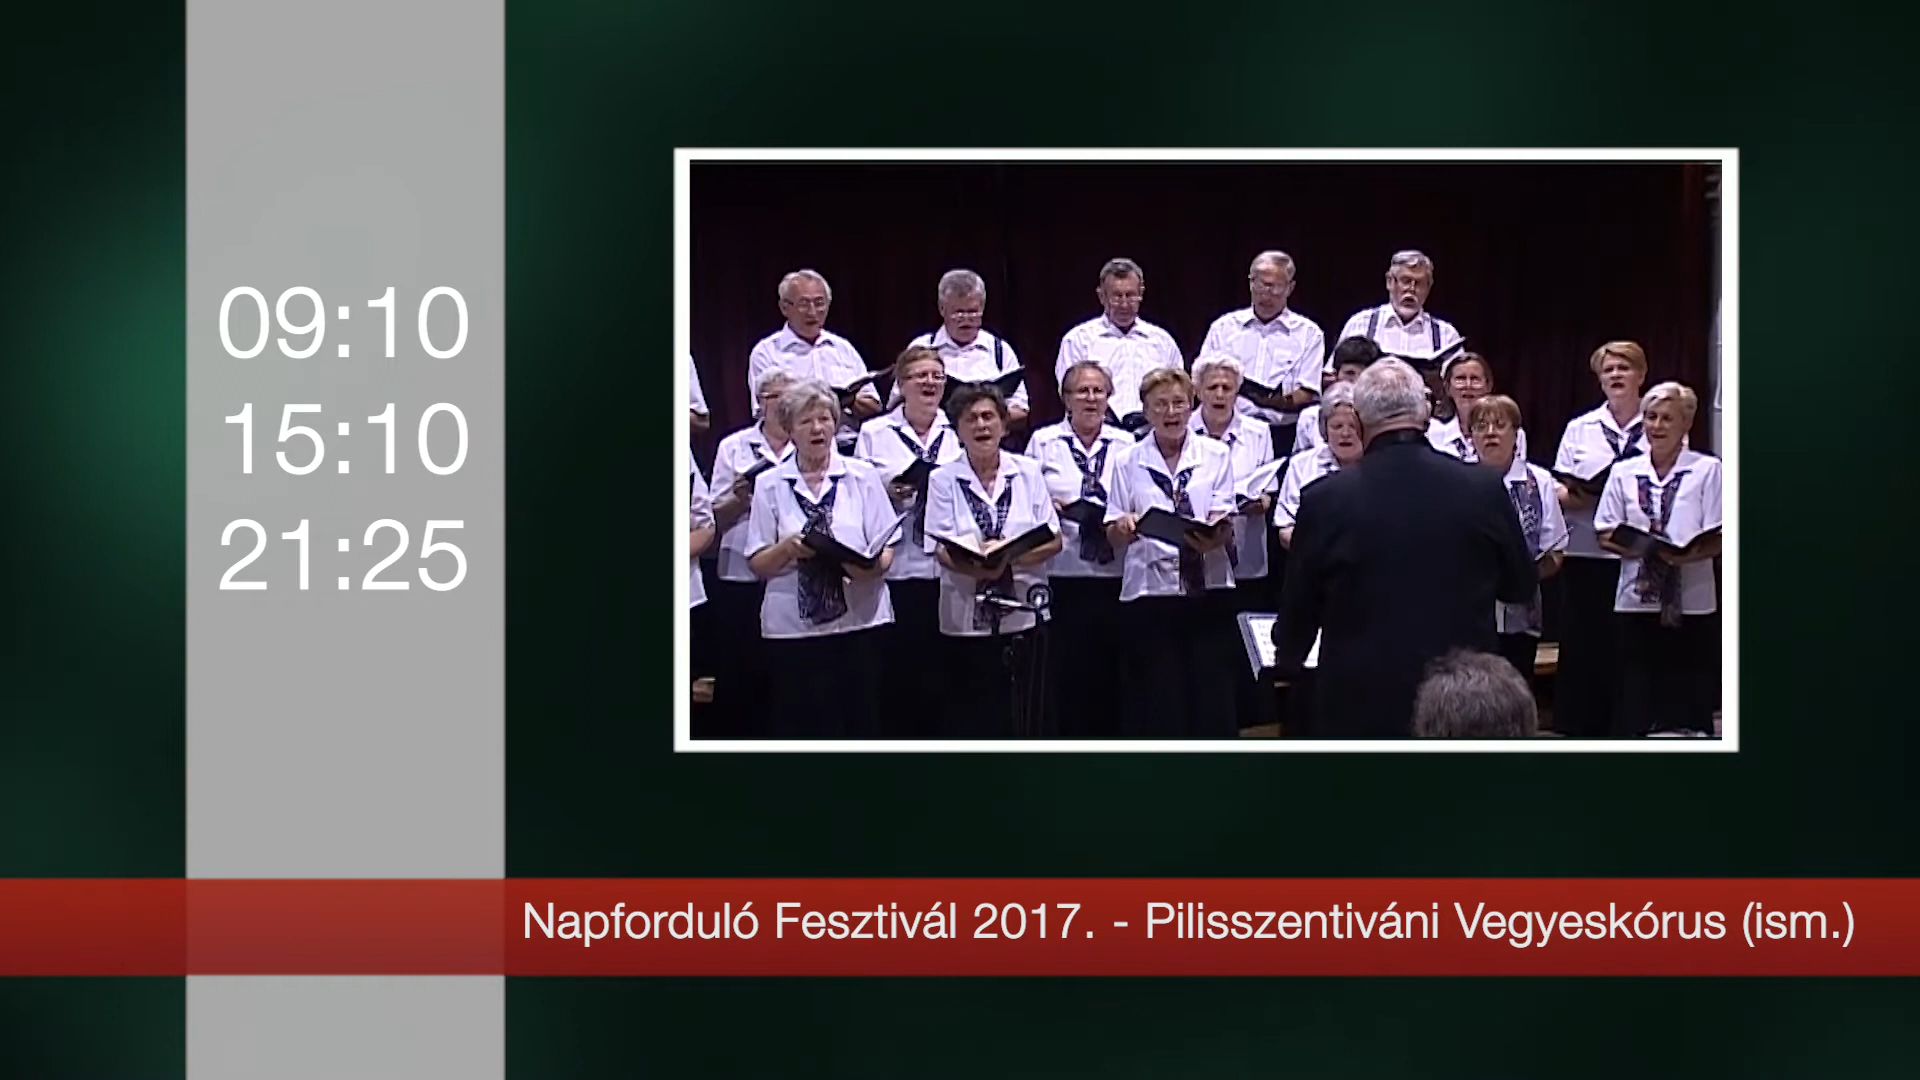 09:10
15:10
21:25
Napforduló Fesztivál 2017. - Pilisszentiváni Vegyeskórus (ism.)